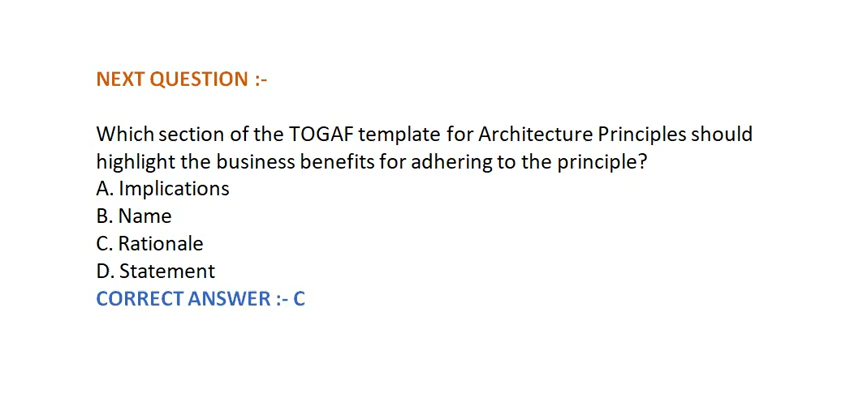 NEXT QUESTION :-
Which section of the TOGAF template for Architecture Principles should
highlight the business benefits for adhering to the principle?
A. Implications
B. Name
C. Rationale
D. Statement
CORRECT ANSWER :- C